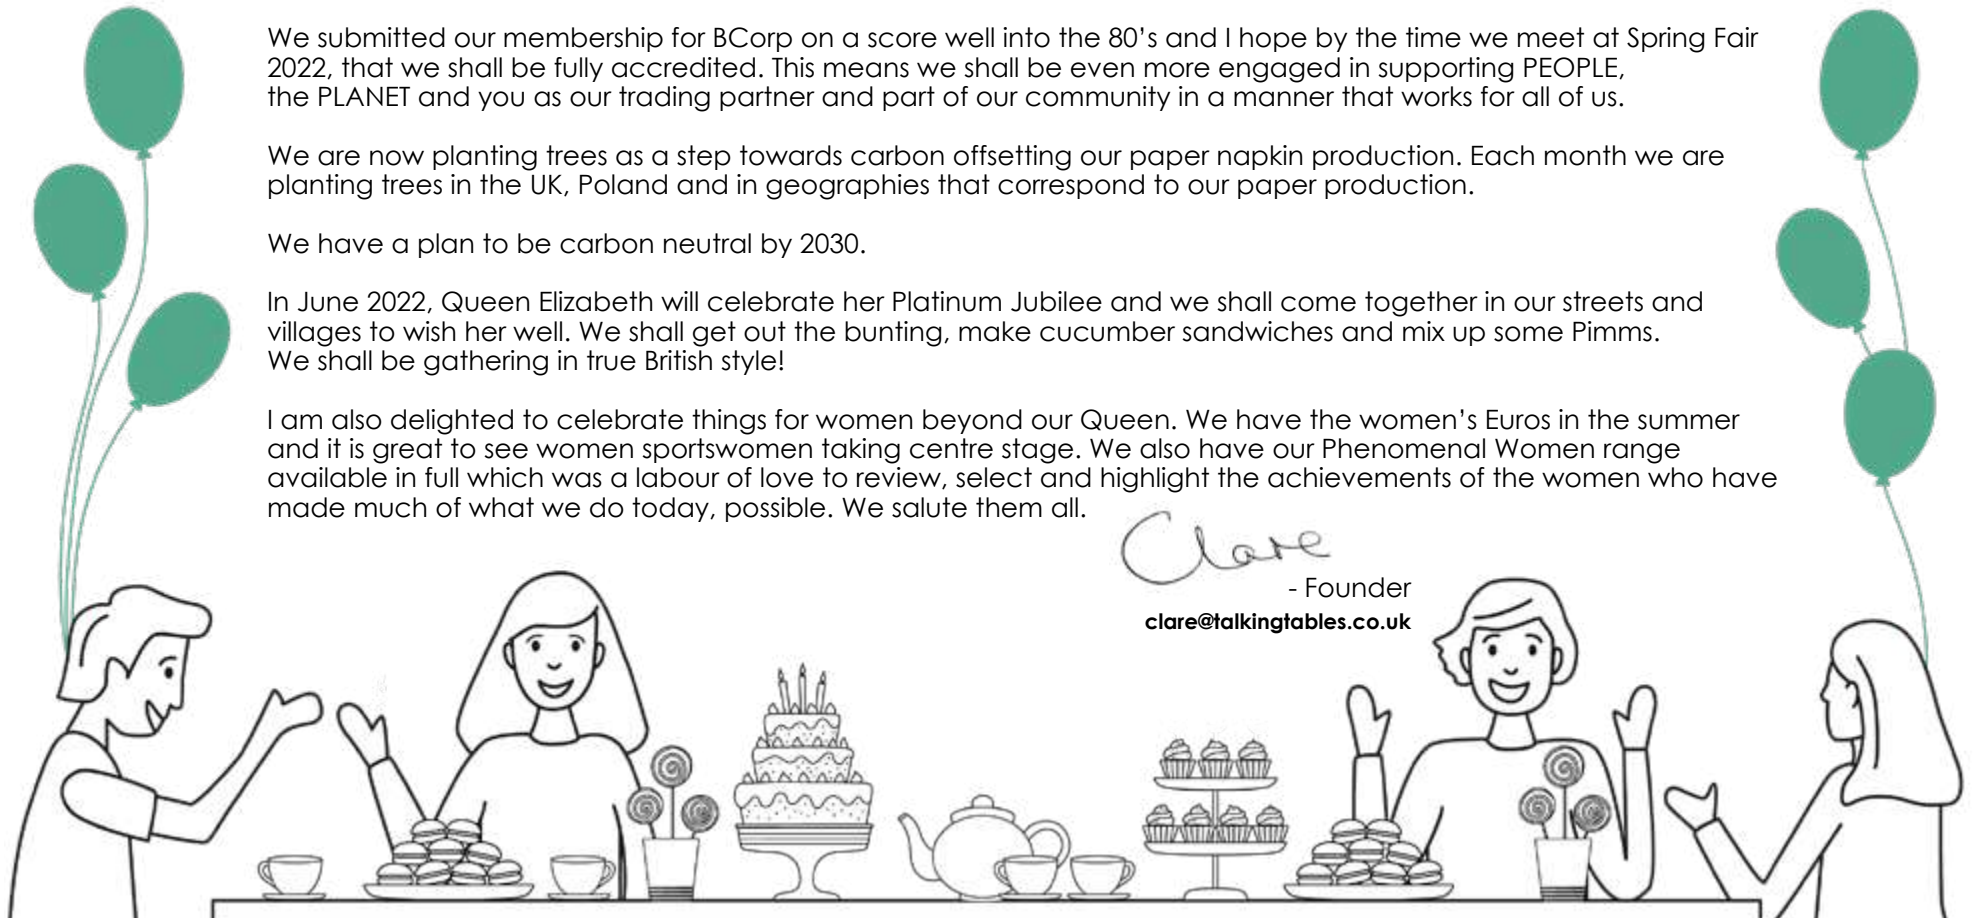 We submitted our membership for BCorp on a score well into the 80’s and I hope by the time we meet at Spring Fair
2022, that we shall be fully accredited. This means we shall be even more engaged in supporting PEOPLE,
the PLANET and you as our trading partner and part of our community in a manner that works for all of us.
We are now planting trees as a step towards carbon offsetting our paper napkin production. Each month we are
planting trees in the UK, Poland and in geographies that correspond to our paper production.
We have a plan to be carbon neutral by 2030.
In June 2022, Queen Elizabeth will celebrate her Platinum Jubilee and we shall come together in our streets and
villages to wish her well. We shall get out the bunting, make cucumber sandwiches and mix up some Pimms.
We shall be gathering in true British style!
I am also delighted to celebrate things for women beyond our Queen. We have the women’s Euros in the summer
and it is great to see women sportswomen taking centre stage. We also have our Phenomenal Women range
available in full which was a labour of love to review, select and highlight the achievements of the women who have
made much of what we do today, possible. We salute them all.
Clare
- Founder
clare@talkingtables.co.uk